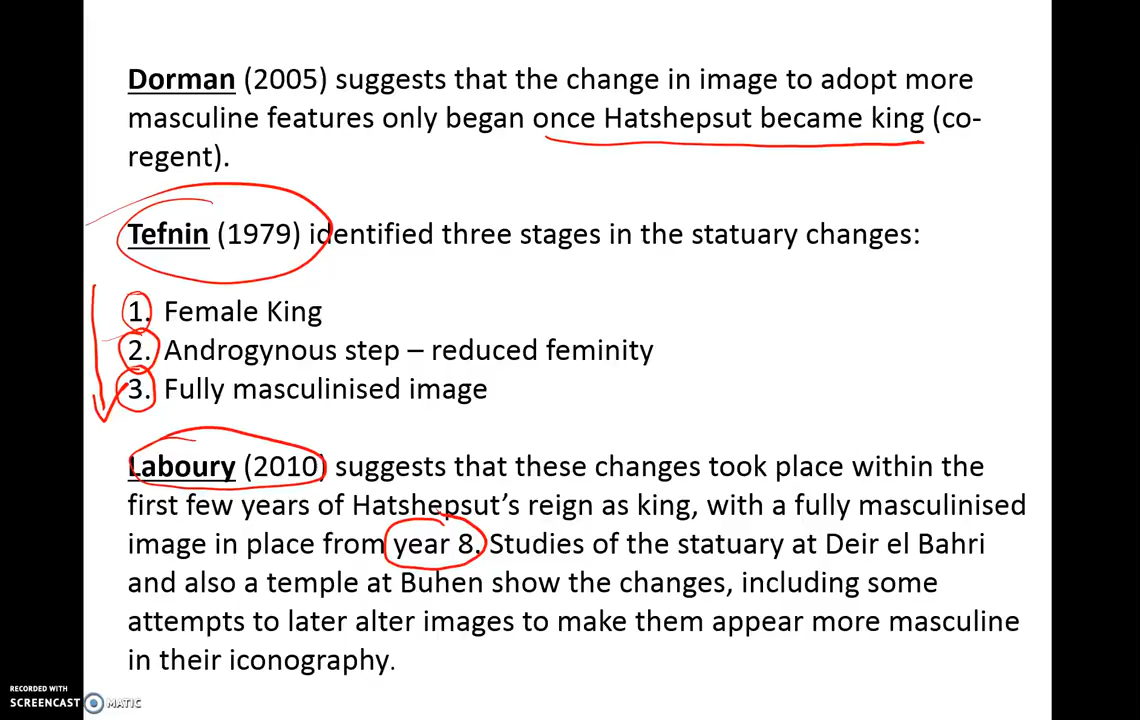 Dorman (2005) suggests that the change in image to adopt more
masculine features only began once Hatshepsut became king (co-
regent).
Tefnin (1979) identified three stages in the statuary changes:
1. Female King
2. Androgynous step – reduced feminity
3. Fully masculinised image
Laboury (2010) suggests that these changes took place within the
first few years of Hatshepsut’s reign as king, with a fully masculinised
image in place from year 8. Studies of the statuary at Deir el Bahri
and also a temple at Buhen show the changes, including some
attempts to later alter images to make them appear more masculine
in their iconography.
RECORDED WITH
SCREENCAST MATIC